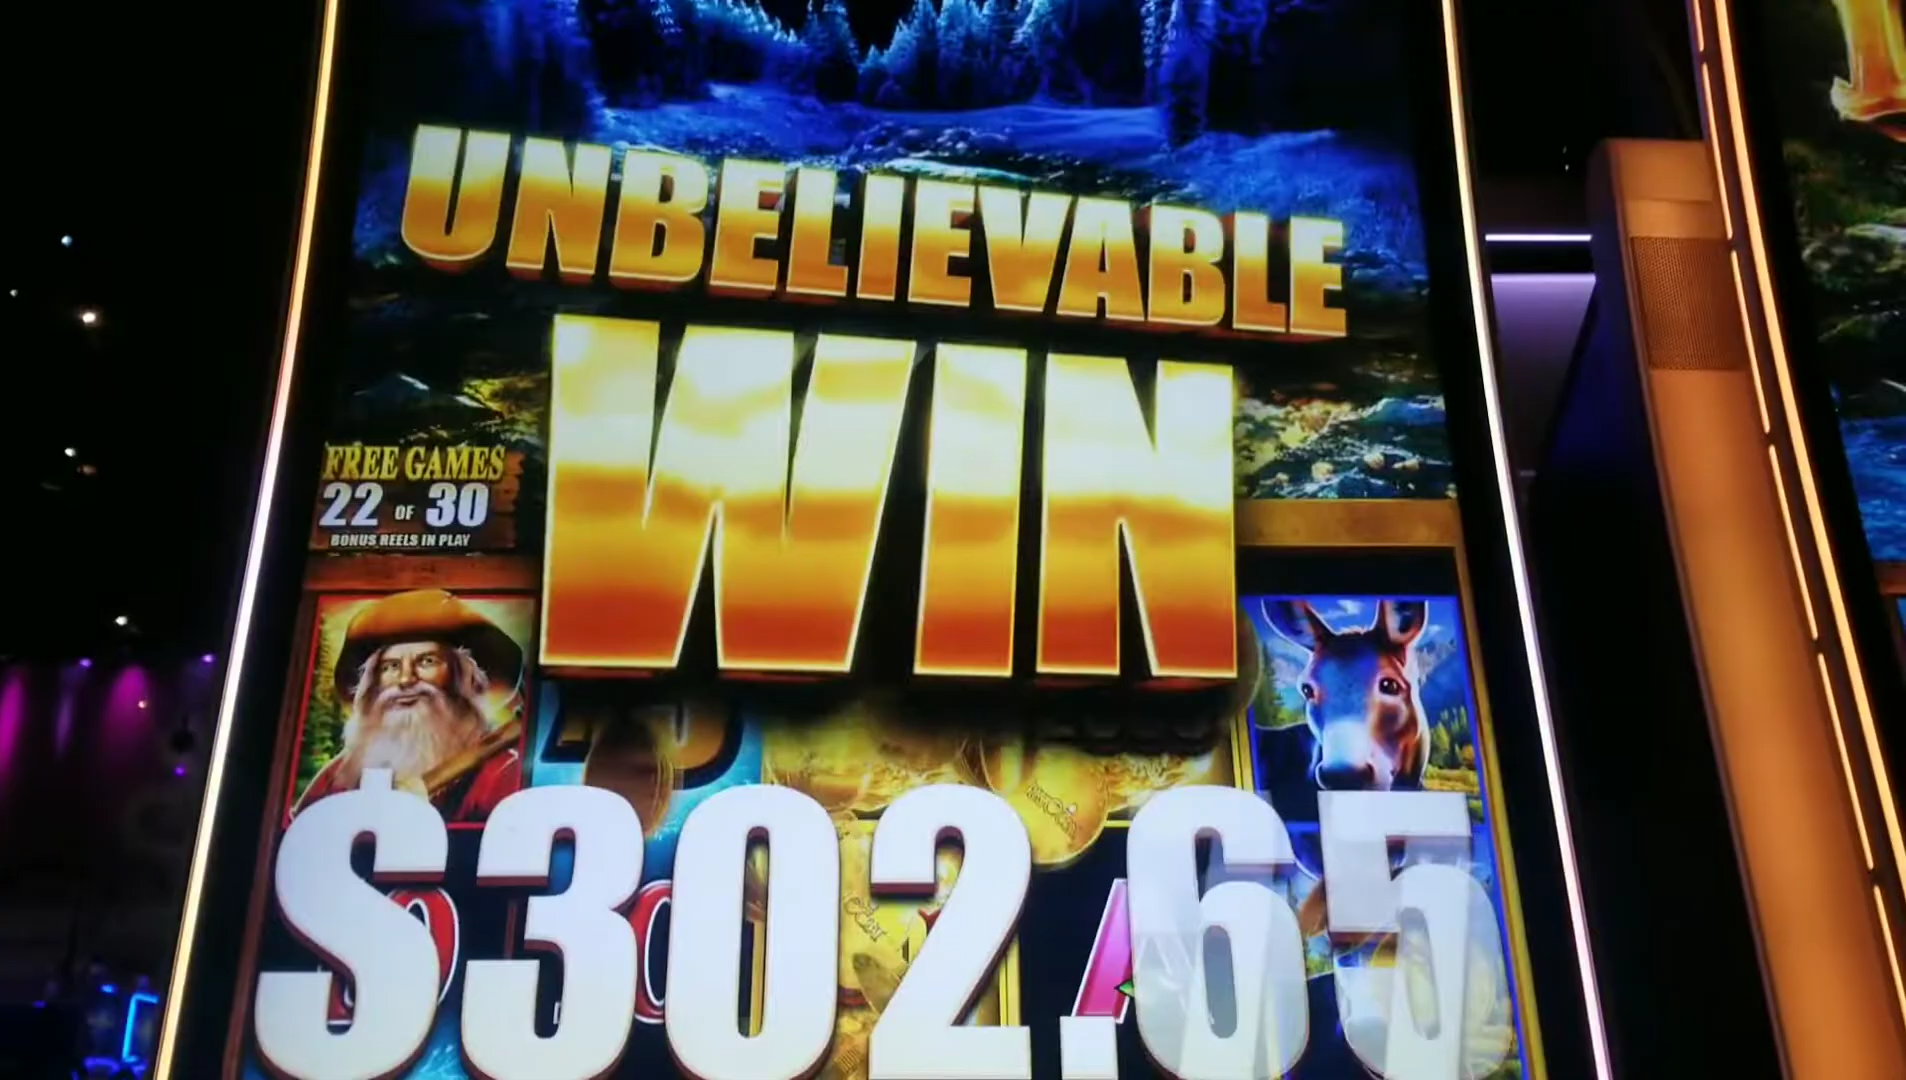 UNBELIEVABLE
WIN
FREE GAMES
22 OF 30
BONUS REELS IN PLAY
$302.65